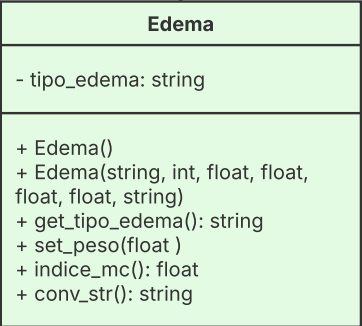 Edema
- tipo_edema: string
+ Edema()
+ Edema(string, int, float, float,
float, float, string)
+ get_tipo_edema(): string
+ set_peso(float )
+ indice_mc(): float
+ conv_str(): string